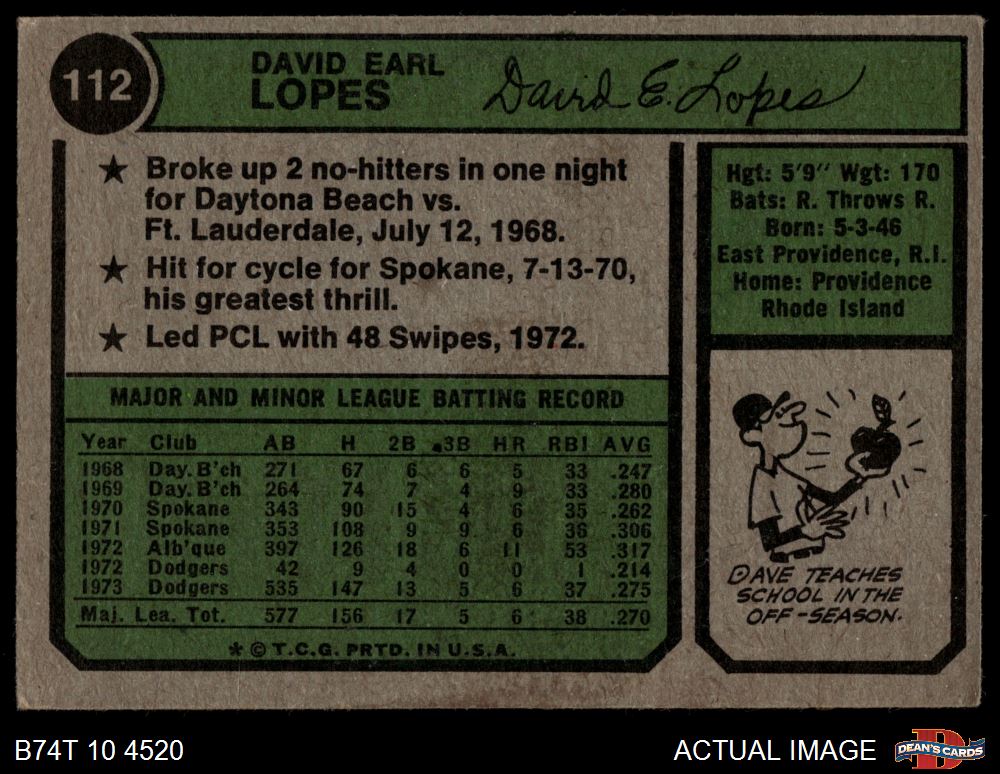 112
DAVID EARL
LOPES
David E. Lopes
★ Broke up 2 no-hitters in one night
for Daytona Beach vs.
Ft. Lauderdale, July 12, 1968.
★ Hit for cycle for Spokane, 7-13-70,
his greatest thrill.
★ Led PCL with 48 Swipes, 1972.
Hgt: 5'9" Wgt: 170
Bats: R. Throws R.
Born: 5-3-46
East Providence, R.I.
Home: Providence
Rhode Island
MAJOR AND MINOR LEAGUE BATTING RECORD
Year Club AB H 2B 3B HR RBI AVG
1968 Day. B'ch 271 67 6 6 5 33 .247
1969 Day. B'ch 264 74 7 4 9 33 .280
1970 Spokane 343 90 15 4 6 35 .262
1971 Spokane 353 108 9 9 6 36 .306
1972 Alb'que 397 126 18 6 11 53 .317
1972 Dodgers 42 9 4 0 0 1 .214
1973 Dodgers 535 147 13 5 6 37 .275
Maj. Lea. Tot. 577 156 17 5 6 38 .270
* © T.C.G. PRTD. IN U.S.A.
DAVE TEACHES
SCHOOL IN THE
OFF-SEASON.
B74T 10 4520
ACTUAL IMAGE
D
DEAN'S CARDS